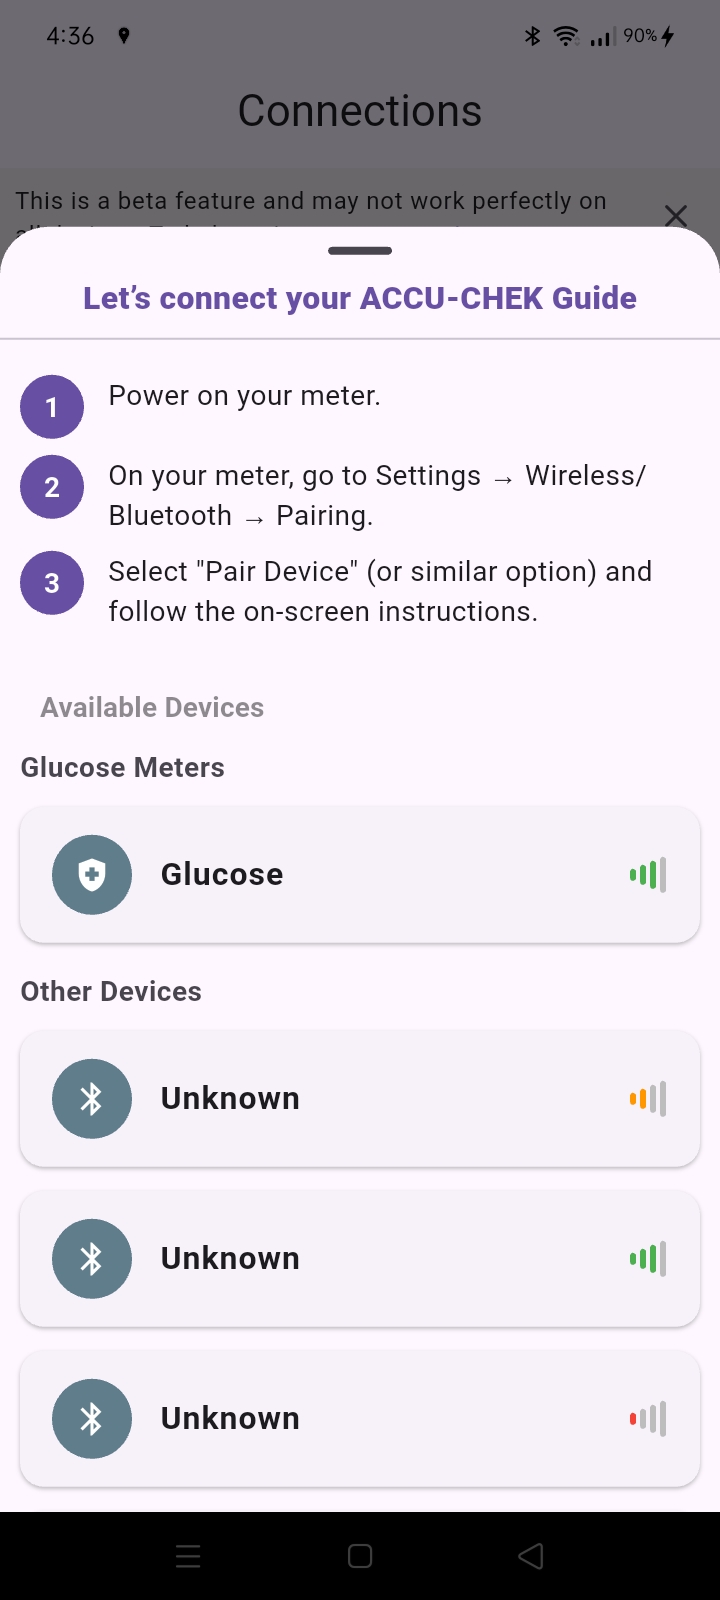 4:36
90%
Connections
This is a beta feature and may not work perfectly on
Let's connect your ACCU-CHEK Guide
1
Power on your meter.
2
On your meter, go to Settings → Wireless/
Bluetooth → Pairing.
3
Select "Pair Device" (or similar option) and
follow the on-screen instructions.
Available Devices
Glucose Meters
Glucose
Other Devices
Unknown
Unknown
Unknown